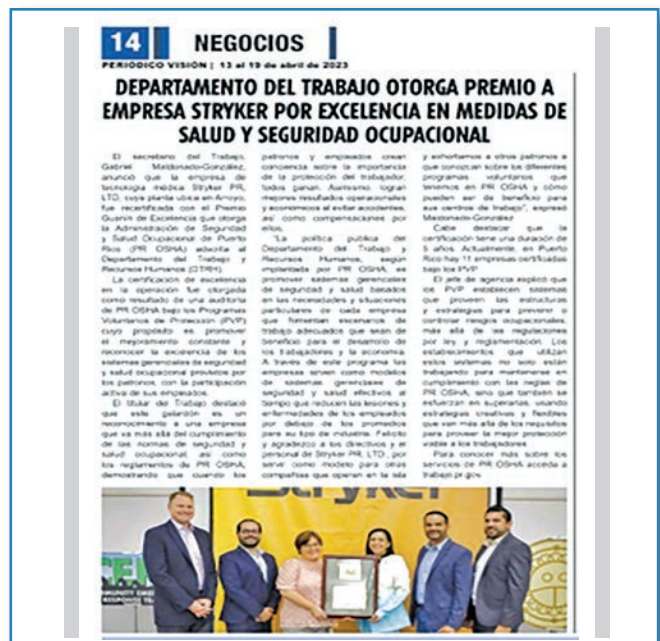 14 NEGOCIOS
PERIÓDICO VISIÓN | 13 al 19 de abril de 2023
DEPARTAMENTO DEL TRABAJO OTORGA PREMIO A
EMPRESA STRYKER POR EXCELENCIA EN MEDIDAS DE
SALUD Y SEGURIDAD OCUPACIONAL
El secretario del Trabajo,
Gabriel Maldonado-González,
anunció que la empresa de
tecnología médica Stryker PR,
LTD, cuya planta ubica en Arroyo,
fue recertificada con el Premio
Guanín de Excelencia que otorga
la Administración de Seguridad
y Salud Ocupacional de Puerto
Rico (PR OSHA) adscrita al
Departamento del Trabajo y
Recursos Humanos (DTRH).
La certificación de excelencia
en la operación fue otorgada
como resultado de una auditoria
de PR OSHA bajo los Programas
Voluntarios de Protección (PVP)
cuyo propósito es promover
el mejoramiento constante y
reconocer la excelencia de los
sistemas gerenciales de seguridad
y salud ocupacional provistos por
los patronos, con la participación
activa de sus empleados.
El titular del Trabajo destacó
que este galardón es un
reconocimiento a una empresa
que va más allá del cumplimiento
de las normas de seguridad y
salud ocupacional, así como
los reglamentos de PR OSHA,
demostrando que cuando los
patronos y empleados crean
conciencia sobre la importancia
de la protección del trabajador,
todos ganan. Asimismo, logran
mejores resultados operacionales
y económicos al evitar accidentes,
así como compensaciones por
ellos.
"La política pública del
Departamento del Trabajo y
Recursos Humanos, según
implantada por PR OSHA, es
promover sistemas gerenciales
de seguridad y salud basados
en las necesidades y situaciones
particulares de cada empresa
que fomentan escenarios de
trabajo adecuados que sean de
beneficio para el desarrollo de
los trabajadores y la economía.
A través de este programa las
empresas sirven como modelos
de sistemas gerenciales de
seguridad y salud efectivos al
tiempo que reducen las lesiones y
enfermedades de los empleados
por debajo de los promedios
para su tipo de industria. Felicito
y agradezco a los directivos y el
personal de Stryker PR, LTD., por
servir como modelo para otras
compañías que operan en la isla
y exhortamos a otros patronos a
que conozcan sobre los diferentes
programas voluntarios que
tenemos en PR OSHA y cómo
pueden ser de beneficio para
sus centros de trabajo", expresó
Maldonado-González
Cabe destacar que la
certificación tiene una duración de
5 años. Actualmente, en Puerto
Rico hay 11 empresas certificadas
bajo los PVP.
El jefe de agencia explicó que
los PVP establecen sistemas
que proveen las estructuras
y estrategias para prevenir o
controlar riesgos ocupacionales,
más allá de las regulaciones
por ley y reglamentación. Los
establecimientos que utilizan
estos sistemas no solo están
trabajando para mantenerse en
cumplimiento con las reglas de
PR OSHA, sino que también se
esfuerzan en superarlas, usando
estrategias creativas y flexibles
que van más allá de los requisitos
para proveer la mejor protección
viable a los trabajadores.
Para conocer más sobre los
servicios de PR OSHA acceda a
trabajo.pr.gov.
Stryker
RESPONSE